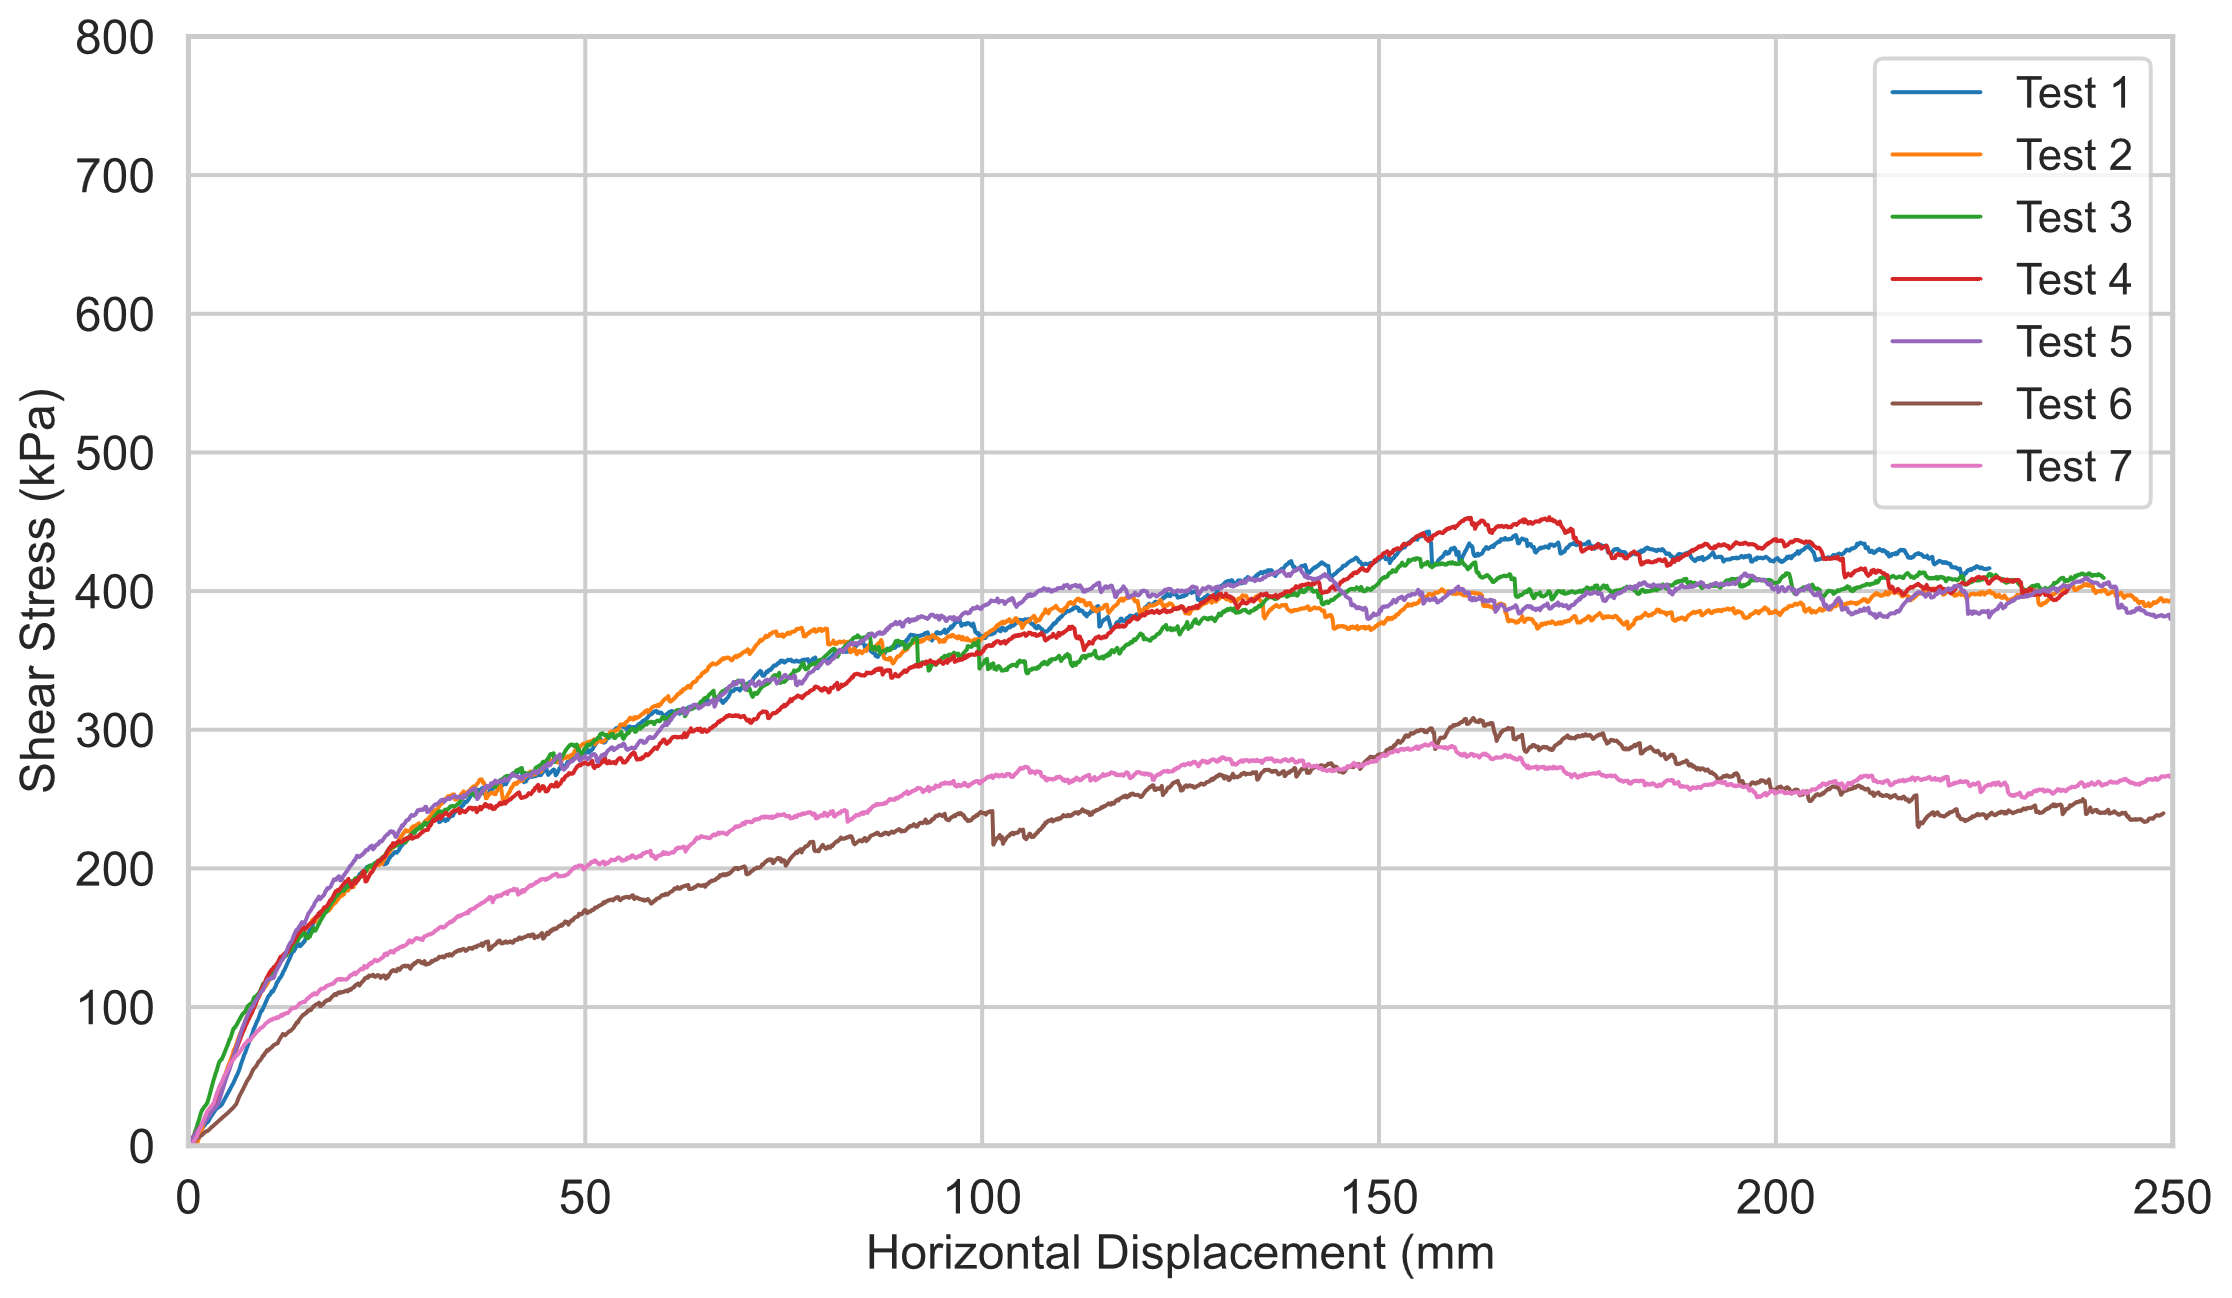 800
700
600
500
400
300
200
100
0
Shear Stress (kPa)
0 50 100 150 200 250
Horizontal Displacement (mm
Test 1
Test 2
Test 3
Test 4
Test 5
Test 6
Test 7